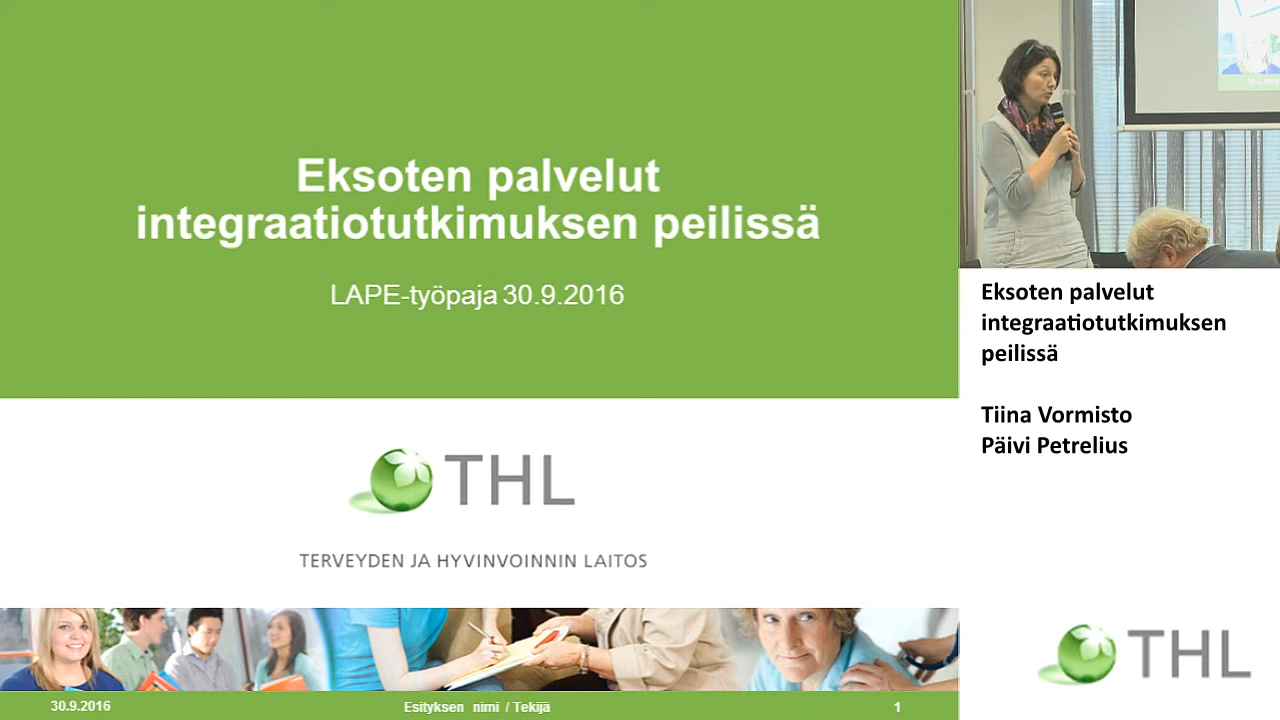 Eksoten palvelut
integraatiotutkimuksen peilissä
LAPE-työpaja 30.9.2016
THL
TERVEYDEN JA HYVINVOINNIN LAITOS
30.9.2016
Esityksen nimi / Tekijä
1
Eksoten palvelut
integraatiotutkimuksen
peilissä
Tiina Vormisto
Päivi Petrelius
THL